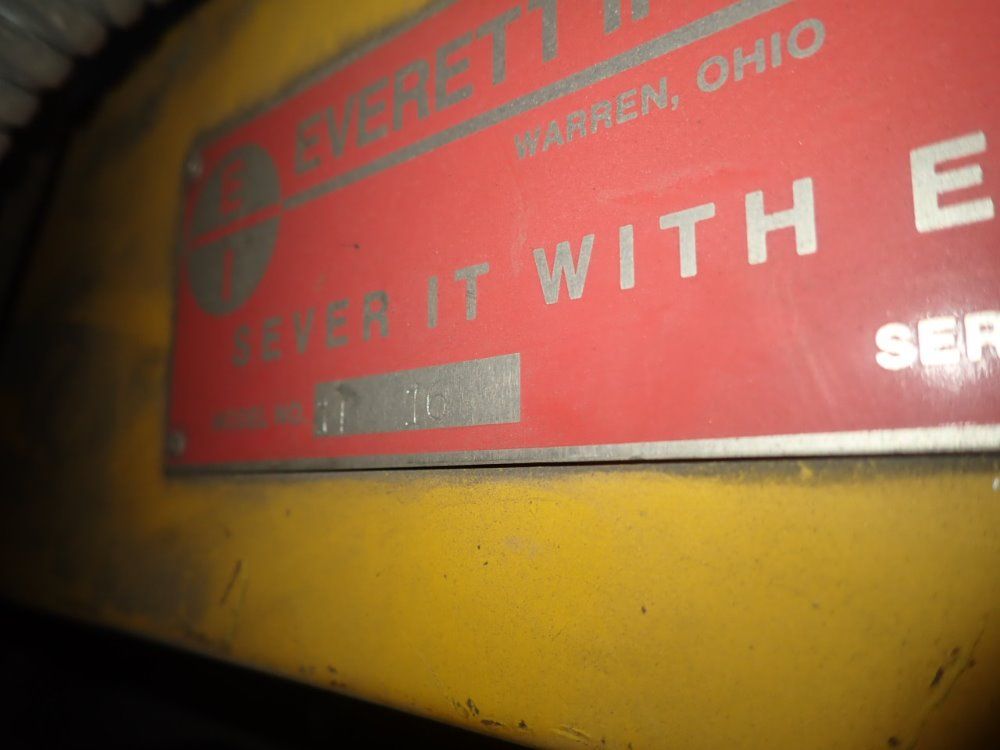 EVERETT I
WARREN, OHIO
E
I
SEVER IT WITH E
SER
MODEL NO.